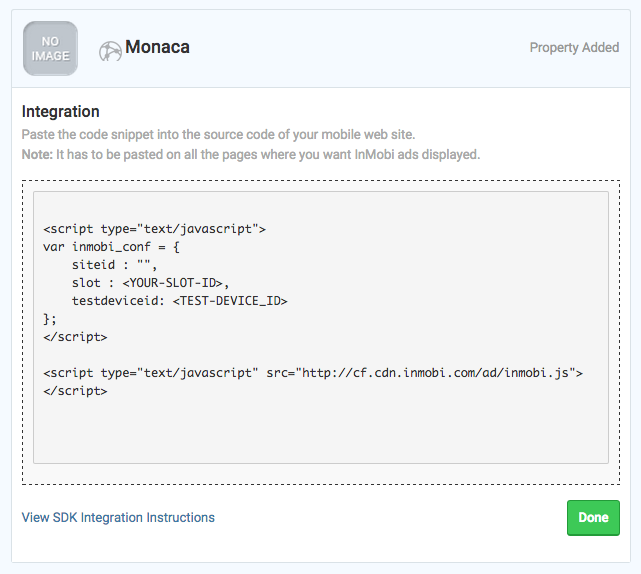 NO
IMAGE
Monaca
Property Added
Integration
Paste the code snippet into the source code of your mobile web site.
Note: It has to be pasted on all the pages where you want InMobi ads displayed.
<script type="text/javascript">
var inmobi_conf = {
    siteid : "",
    slot : <YOUR-SLOT-ID>,
    testdeviceid: <TEST-DEVICE_ID>
};
</script>
<script type="text/javascript" src="http://cf.cdn.inmobi.com/ad/inmobi.js">
</script>
View SDK Integration Instructions
Done